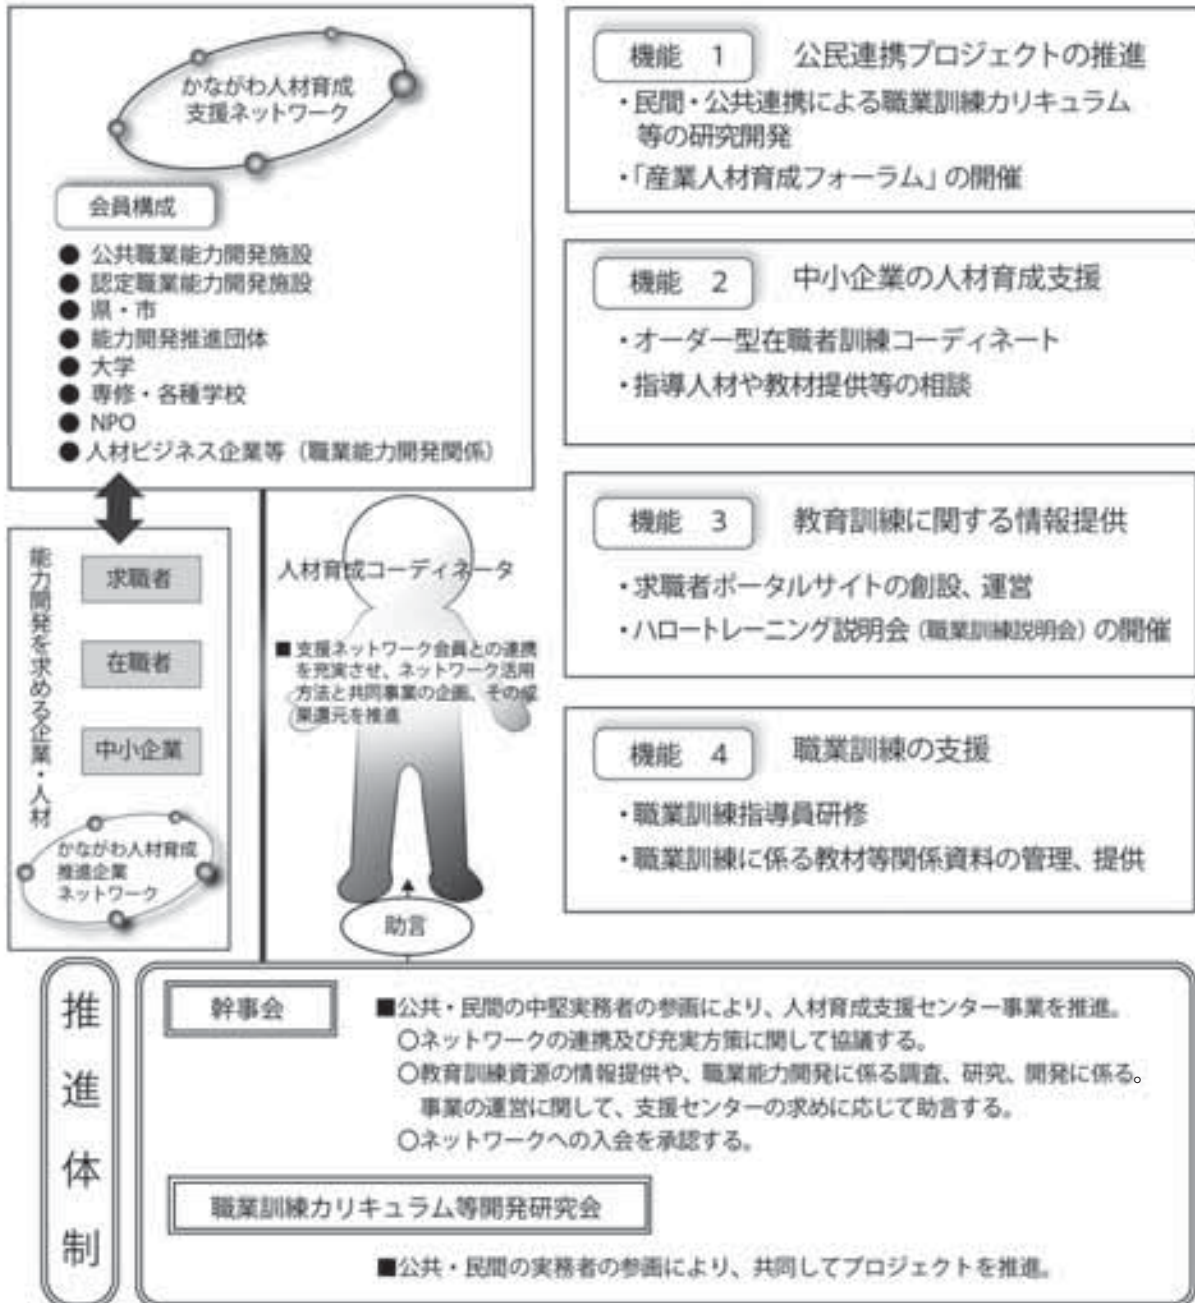 かながわ人材育成
支援ネットワーク
会員構成
● 公共職業能力開発施設
● 認定職業能力開発施設
● 県・市
● 能力開発推進団体
● 大学
● 専修・各種学校
● NPO
● 人材ビジネス企業等（職業能力開発関係）
能力開発を求める企業・人材
求職者
在職者
中小企業
かながわ人材育成
推進企業
ネットワーク
人材育成コーディネータ
■ 支援ネットワーク会員との連携
を充実させ、ネットワーク活用
方法と共同事業の企画、その成
果還元を推進
助言
機能 1 公民連携プロジェクトの推進
・民間・公共連携による職業訓練カリキュラム
等の研究開発
・「産業人材育成フォーラム」の開催
機能 2 中小企業の人材育成支援
・オーダー型在職者訓練コーディネート
・指導人材や教材提供等の相談
機能 3 教育訓練に関する情報提供
・求職者ポータルサイトの創設、運営
・ハロートレーニング説明会（職業訓練説明会）の開催
機能 4 職業訓練の支援
・職業訓練指導員研修
・職業訓練に係る教材等関係資料の管理、提供
推進体制
幹事会
■公共・民間の中堅実務者の参画により、人材育成支援センター事業を推進。
○ネットワークの連携及び充実方策に関して協議する。
○教育訓練資源の情報提供や、職業能力開発に係る調査、研究、開発に係る。
事業の運営に関して、支援センターの求めに応じて助言する。
○ネットワークへの入会を承認する。
職業訓練カリキュラム等開発研究会
■公共・民間の実務者の参画により、共同してプロジェクトを推進。